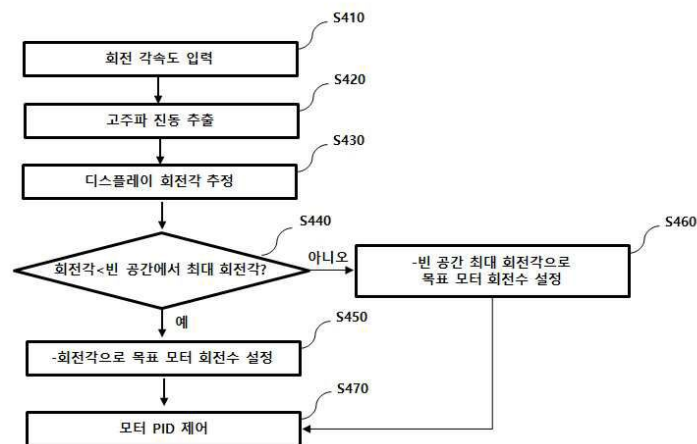 S410
회전 각속도 입력
S420
고주파 진동 추출
S430
디스플레이 회전각 추정
S440
회전각<빈 공간에서 최대 회전각?
아니오
S460
-빈 공간 최대 회전각으로
목표 모터 회전수 설정
예
S450
-회전각으로 목표 모터 회전수 설정
S470
모터 PID 제어